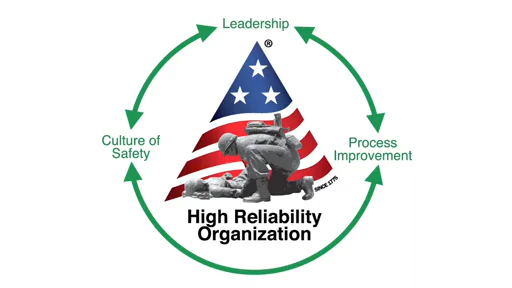 Leadership
®
Culture of
Safety
Process
Improvement
SINCE 1775
High Reliability
Organization